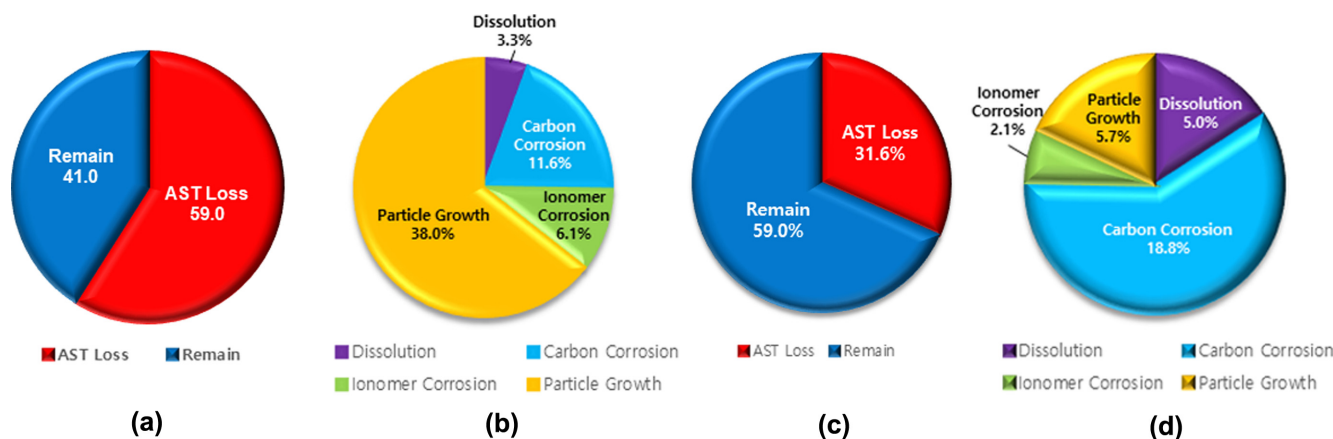 Remain
41.0
AST Loss
59.0
AST Loss
Remain
(a)
Dissolution
3.3%
Carbon
Corrosion
11.6%
Ionomer
Corrosion
6.1%
Particle Growth
38.0%
Dissolution
Carbon Corrosion
Ionomer Corrosion
Particle Growth
(b)
AST Loss
31.6%
Remain
59.0%
AST Loss
Remain
(c)
Ionomer
Corrosion
2.1%
Particle
Growth
5.7%
Dissolution
5.0%
Carbon Corrosion
18.8%
Dissolution
Carbon Corrosion
Ionomer Corrosion
Particle Growth
(d)